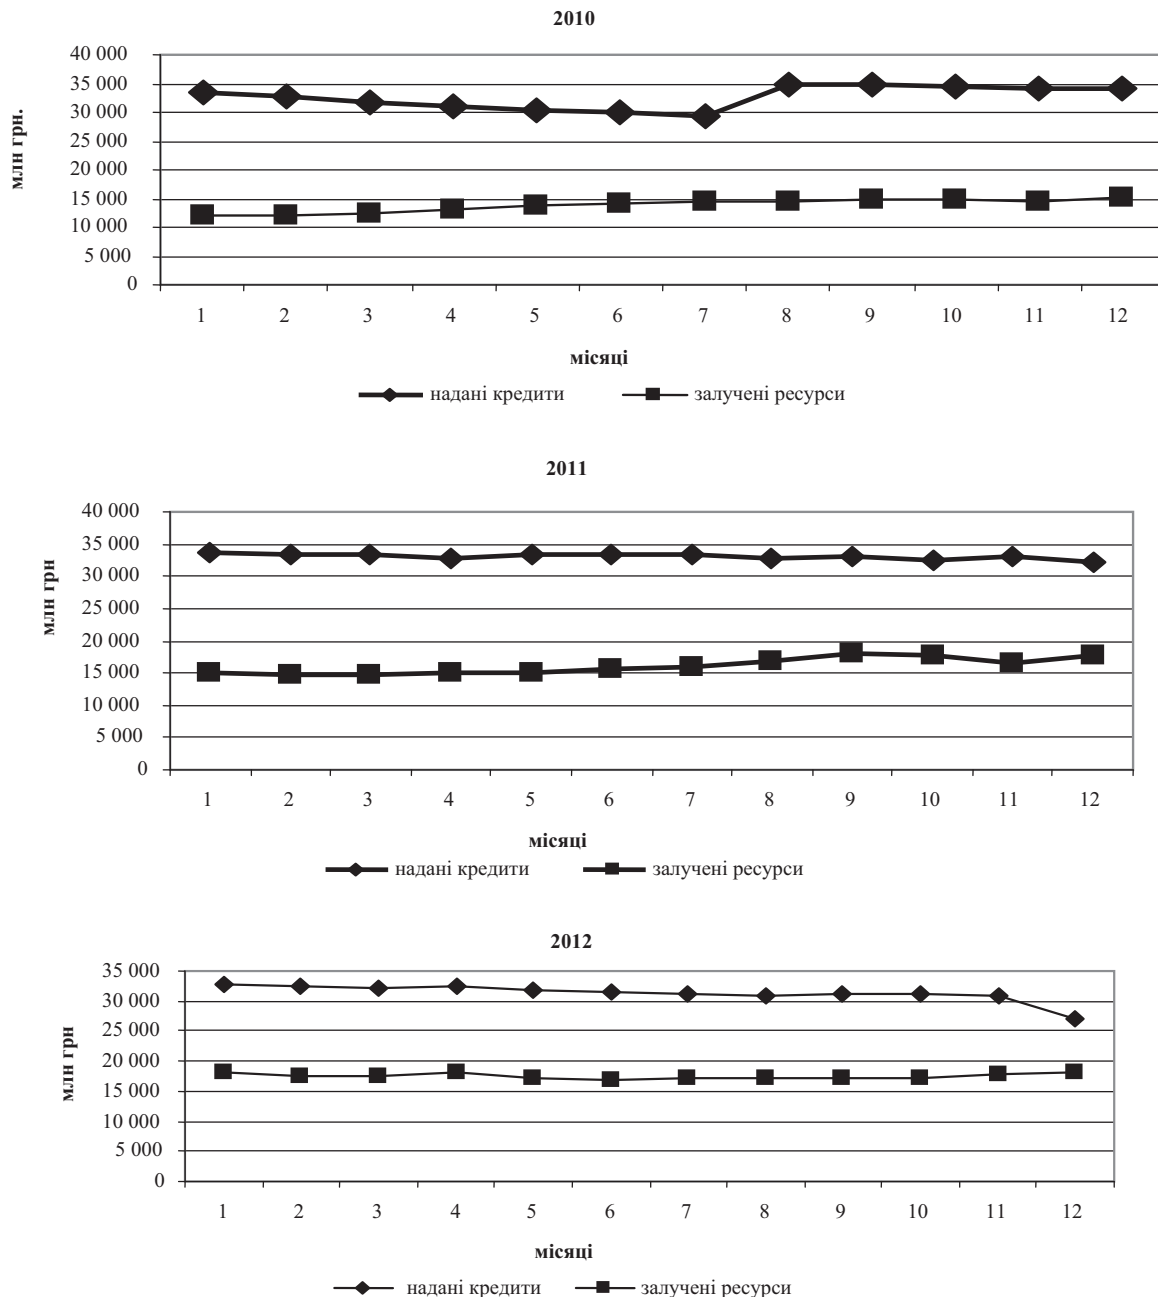 2010
40 000
35 000
30 000
25 000
20 000
15 000
10 000
5 000
0
млн грн.
1 2 3 4 5 6 7 8 9 10 11 12
місяці
надані кредити залучені ресурси
2011
40 000
35 000
30 000
25 000
20 000
15 000
10 000
5 000
0
млн грн
1 2 3 4 5 6 7 8 9 10 11 12
місяці
надані кредити залучені ресурси
2012
35 000
30 000
25 000
20 000
15 000
10 000
5 000
0
млн грн
1 2 3 4 5 6 7 8 9 10 11 12
місяці
надані кредити залучені ресурси